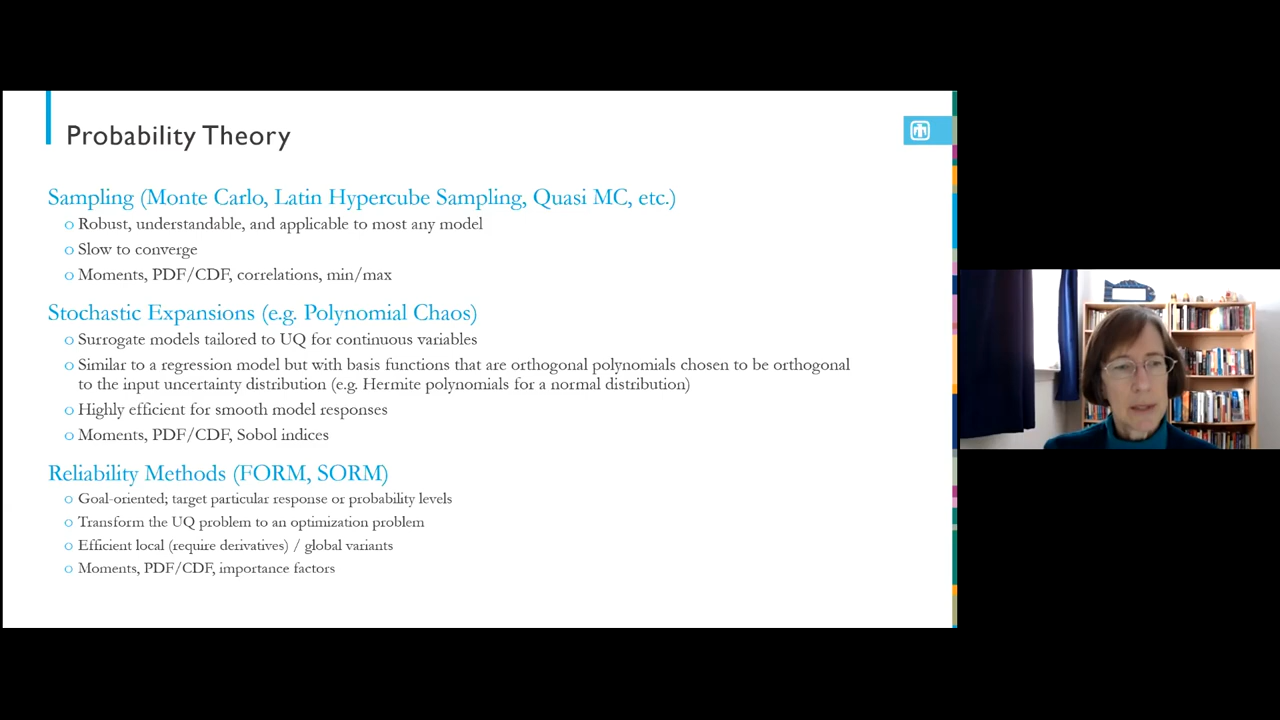 Probability Theory
Sampling (Monte Carlo, Latin Hypercube Sampling, Quasi MC, etc.)
o Robust, understandable, and applicable to most any model
o Slow to converge
o Moments, PDF/CDF, correlations, min/max
Stochastic Expansions (e.g. Polynomial Chaos)
o Surrogate models tailored to UQ for continuous variables
o Similar to a regression model but with basis functions that are orthogonal polynomials chosen to be orthogonal
to the input uncertainty distribution (e.g. Hermite polynomials for a normal distribution)
o Highly efficient for smooth model responses
o Moments, PDF/CDF, Sobol indices
Reliability Methods (FORM, SORM)
o Goal-oriented; target particular response or probability levels
o Transform the UQ problem to an optimization problem
o Efficient local (require derivatives) / global variants
o Moments, PDF/CDF, importance factors